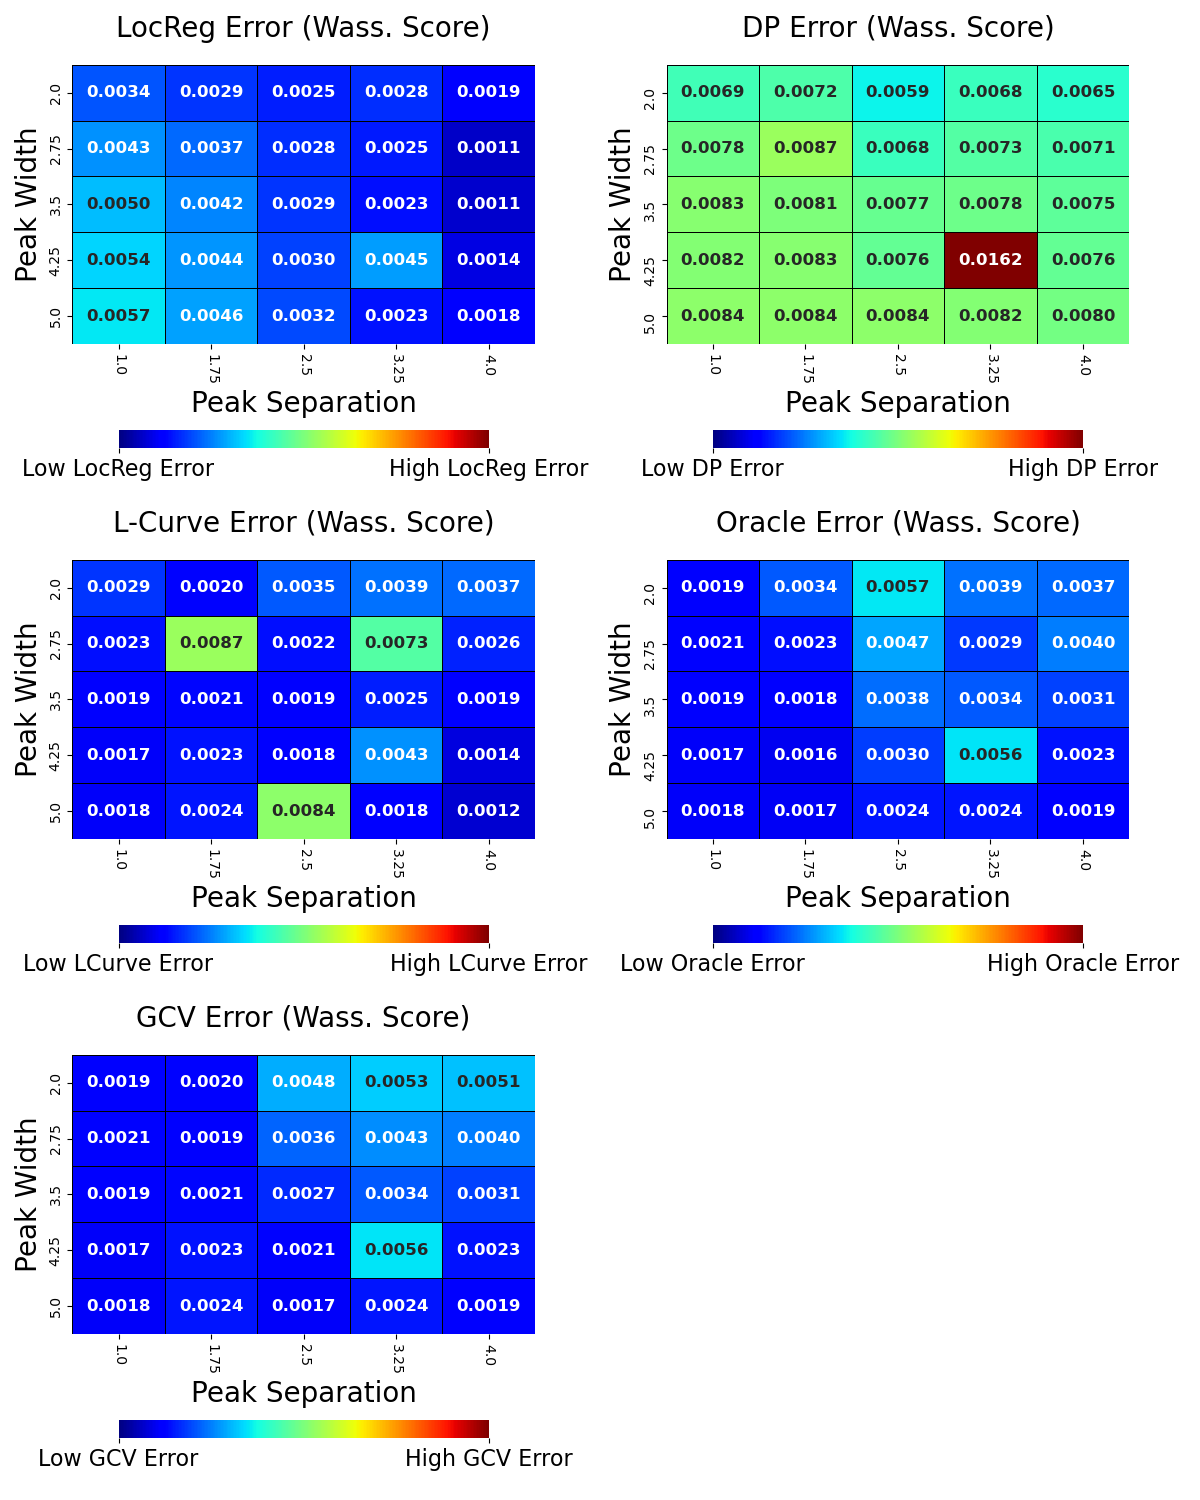 LocReg Error (Wass. Score)
Peak Width
2.0 0.0034 0.0029 0.0025 0.0028 0.0019
2.75 0.0043 0.0037 0.0028 0.0025 0.0011
3.5 0.0050 0.0042 0.0029 0.0023 0.0011
4.25 0.0054 0.0044 0.0030 0.0045 0.0014
5.0 0.0057 0.0046 0.0032 0.0023 0.0018
1.0 1.75 2.5 3.25 4.0
Peak Separation
Low LocReg Error High LocReg Error
DP Error (Wass. Score)
Peak Width
2.0 0.0069 0.0072 0.0059 0.0068 0.0065
2.75 0.0078 0.0087 0.0068 0.0073 0.0071
3.5 0.0083 0.0081 0.0077 0.0078 0.0075
4.25 0.0082 0.0083 0.0076 0.0162 0.0076
5.0 0.0084 0.0084 0.0084 0.0082 0.0080
1.0 1.75 2.5 3.25 4.0
Peak Separation
Low DP Error High DP Error
L-Curve Error (Wass. Score)
Peak Width
2.0 0.0029 0.0020 0.0035 0.0039 0.0037
2.75 0.0023 0.0087 0.0022 0.0073 0.0026
3.5 0.0019 0.0021 0.0019 0.0025 0.0019
4.25 0.0017 0.0023 0.0018 0.0043 0.0014
5.0 0.0018 0.0024 0.0084 0.0018 0.0012
1.0 1.75 2.5 3.25 4.0
Peak Separation
Low LCurve Error High LCurve Error
Oracle Error (Wass. Score)
Peak Width
2.0 0.0019 0.0034 0.0057 0.0039 0.0037
2.75 0.0021 0.0023 0.0047 0.0029 0.0040
3.5 0.0019 0.0018 0.0038 0.0034 0.0031
4.25 0.0017 0.0016 0.0030 0.0056 0.0023
5.0 0.0018 0.0017 0.0024 0.0024 0.0019
1.0 1.75 2.5 3.25 4.0
Peak Separation
Low Oracle Error High Oracle Error
GCV Error (Wass. Score)
Peak Width
2.0 0.0019 0.0020 0.0048 0.0053 0.0051
2.75 0.0021 0.0019 0.0036 0.0043 0.0040
3.5 0.0019 0.0021 0.0027 0.0034 0.0031
4.25 0.0017 0.0023 0.0021 0.0056 0.0023
5.0 0.0018 0.0024 0.0017 0.0024 0.0019
1.0 1.75 2.5 3.25 4.0
Peak Separation
Low GCV Error High GCV Error